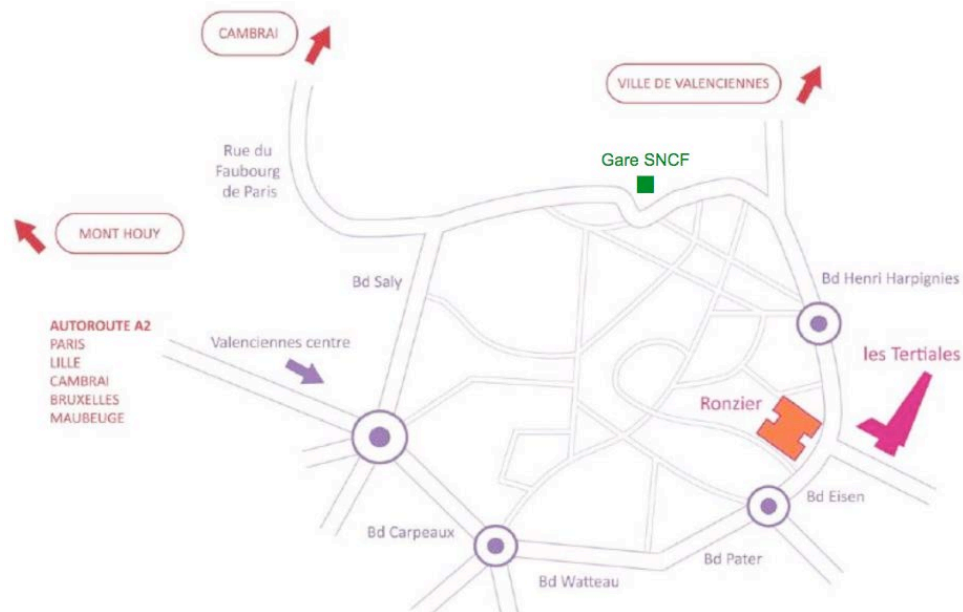 CAMBRAI
VILLE DE VALENCIENNES
Gare SNCF
Rue du
Faubourg
de Paris
MONT HOUY
Bd Saly
Bd Henri Harpignies
AUTOROUTE A2
PARIS
LILLE
CAMBRAI
BRUXELLES
MAUBEUGE
Valenciennes centre
les Tertiales
Ronzier
Bd Eisen
Bd Carpeaux
Bd Pater
Bd Watteau